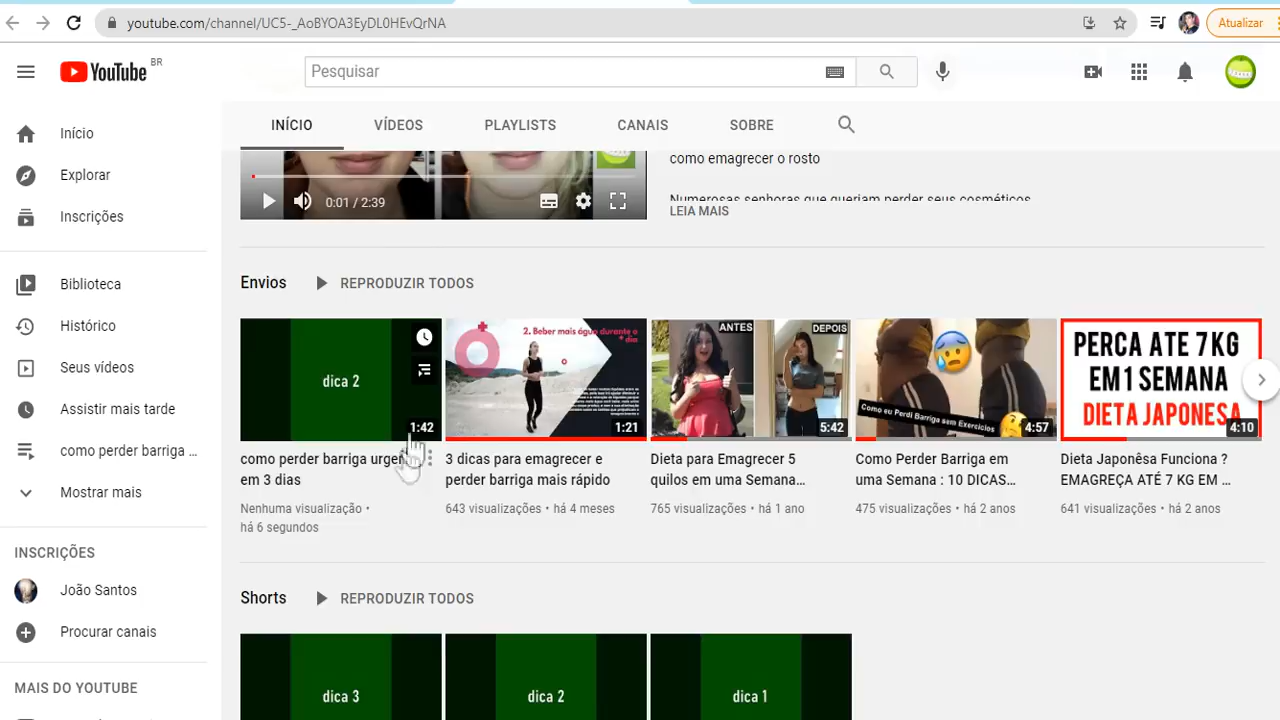 youtube.com/channel/UC5-_AoBYOA3EyDL0HEvQrNA
Atualizar
YouTube BR
Pesquisar
INÍCIO VÍDEOS PLAYLISTS CANAIS SOBRE
Início
Explorar
Inscrições
Biblioteca
Histórico
Seus vídeos
Assistir mais tarde
como perder barriga ...
Mostrar mais
INSCRIÇÕES
João Santos
Procurar canais
MAIS DO YOUTUBE
0:01 / 2:39
como emagrecer o rosto
Numerosas senhoras que queriam perder seus cosméticos
LEIA MAIS
Envios REPRODUZIR TODOS
dica 2
1:42
como perder barriga
em 3 dias
Nenhuma visualização •
há 6 segundos
2. Beber mais água durante o
dia
1:21
3 dicas para emagrecer e
perder barriga mais rápido
643 visualizações • há 4 meses
ANTES DEPOIS
5:42
Dieta para Emagrecer 5
quilos em uma Semana...
765 visualizações • há 1 ano
Como eu Perdi Barriga sem Exercicios
4:57
Como Perder Barriga em
uma Semana : 10 DICAS...
475 visualizações • há 2 anos
PERCA ATE 7 KG
EM 1 SEMANA
DIETA JAPONESA
4:10
Dieta Japonêsa Funciona ?
EMAGREÇA ATÉ 7 KG EM ...
641 visualizações • há 2 anos
Shorts REPRODUZIR TODOS
dica 3
dica 2
dica 1